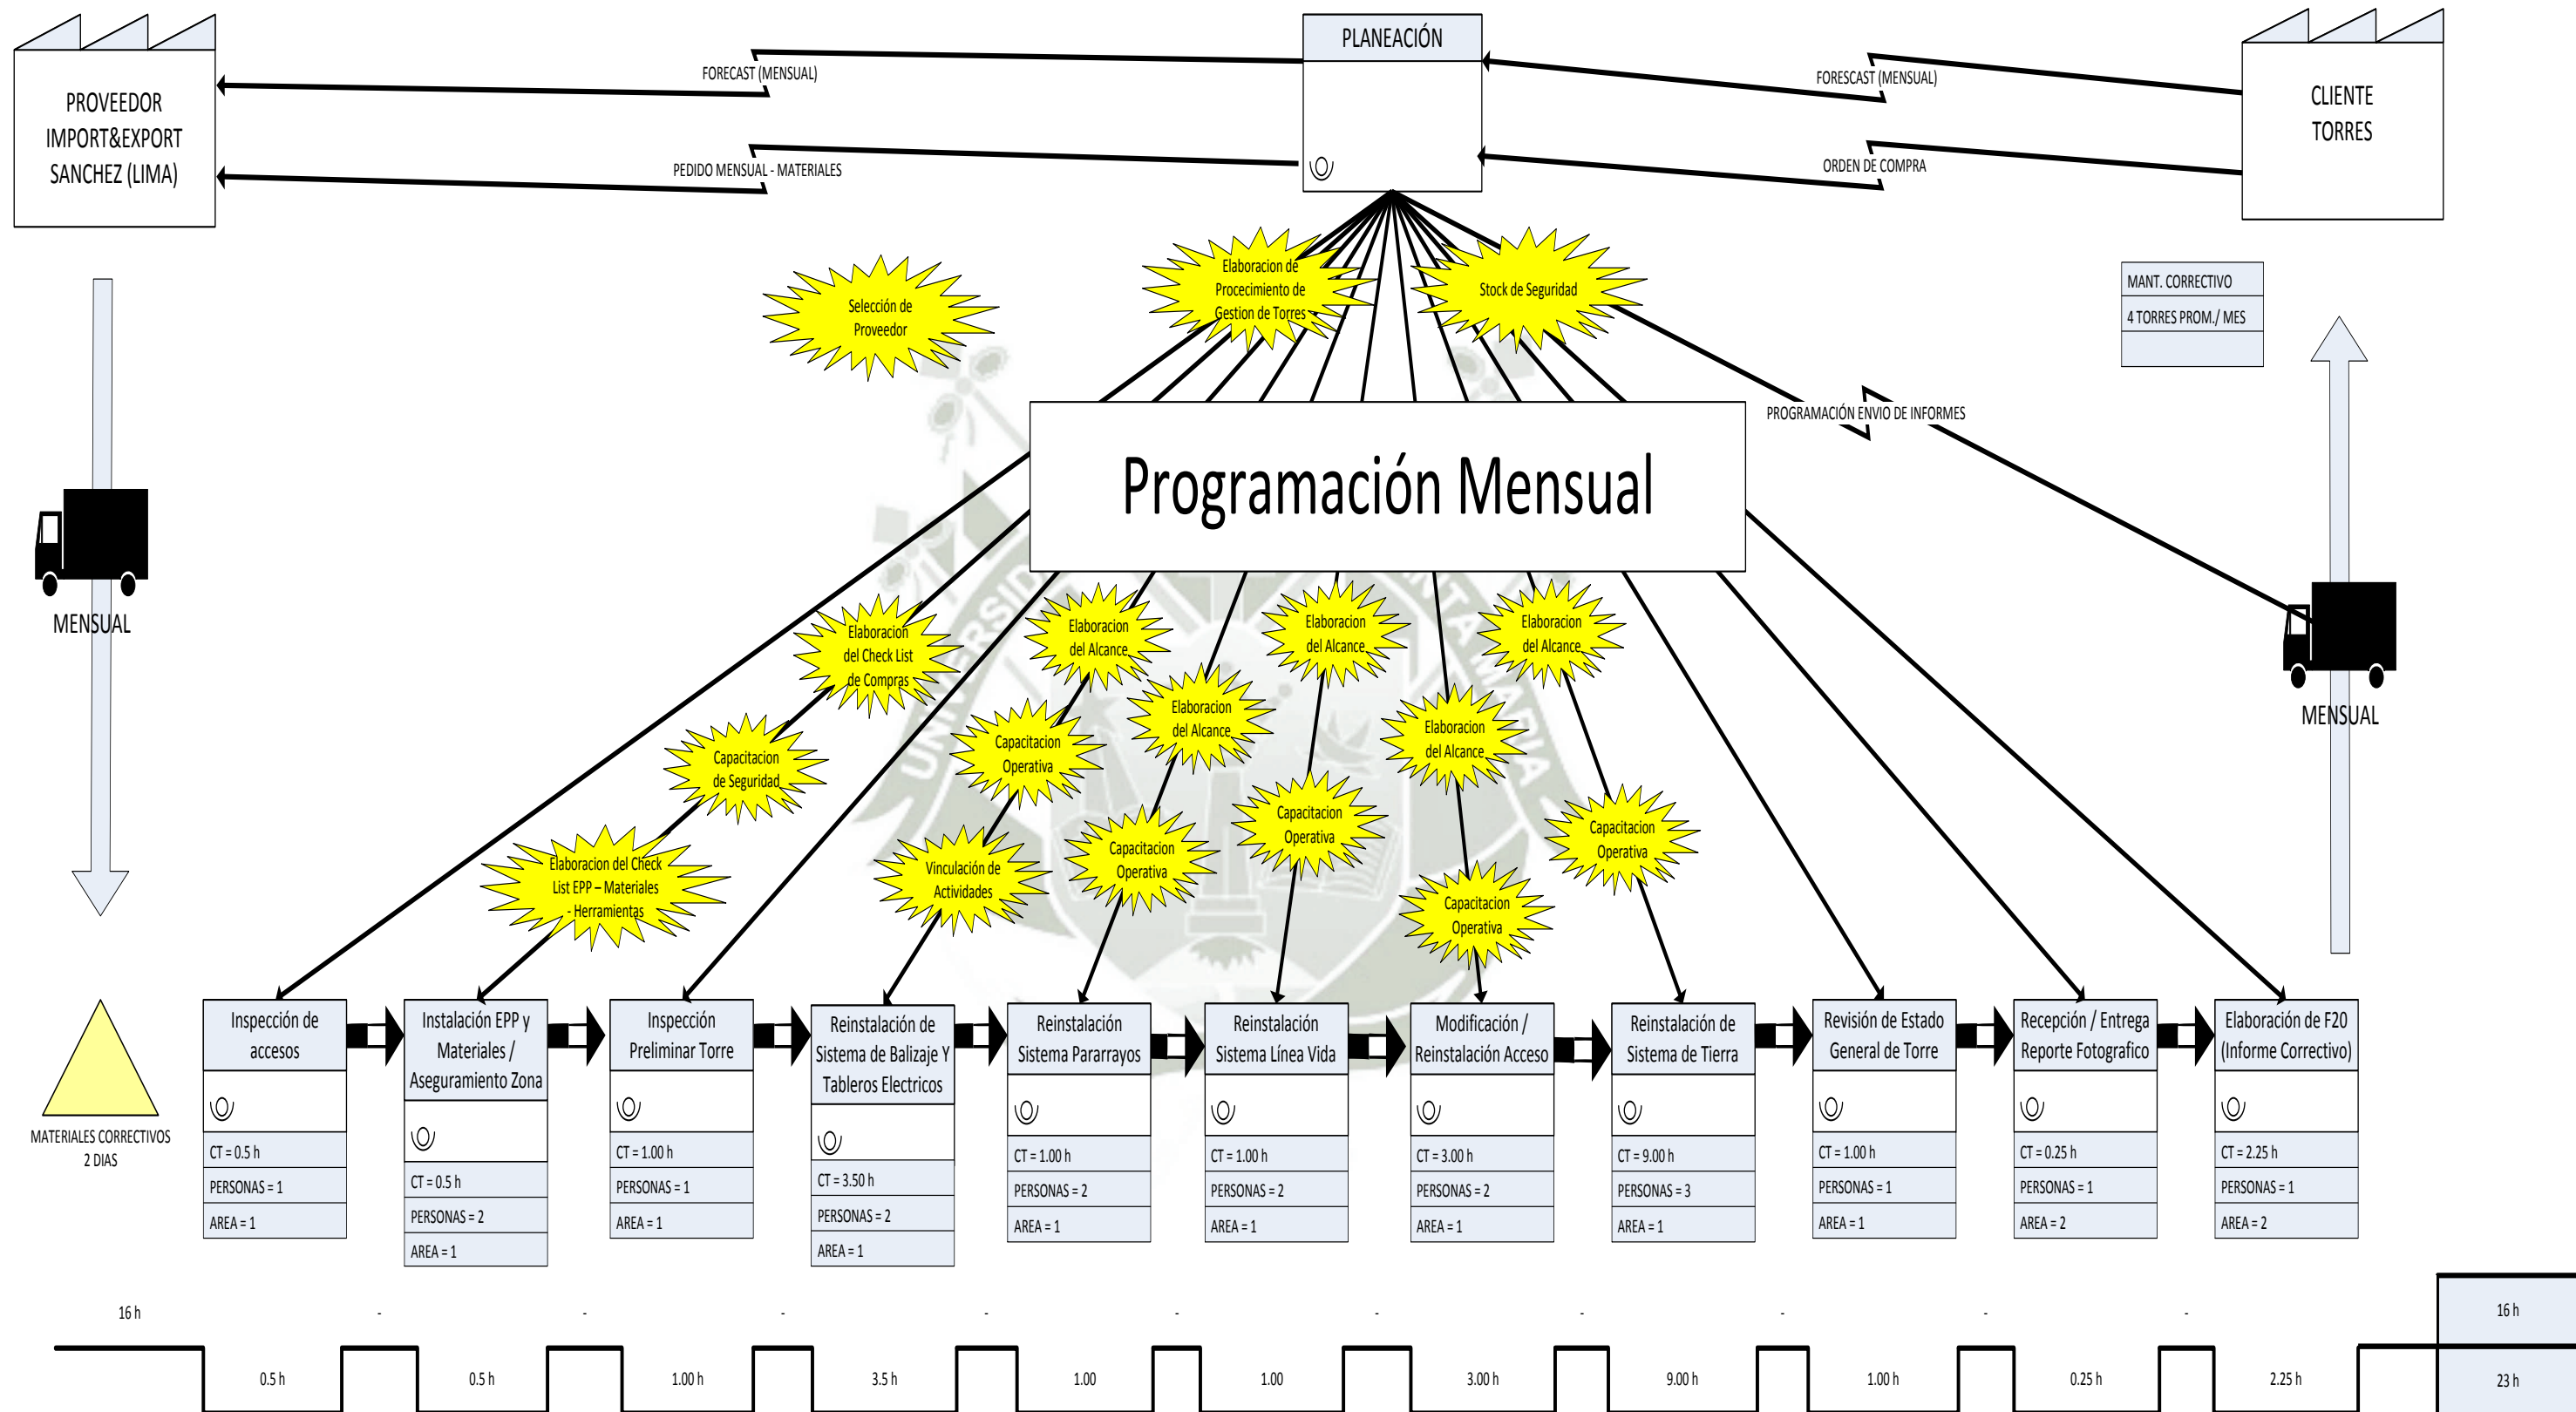 PLANEACIÓN
PROVEEDOR
IMPORT&EXPORT
SANCHEZ (LIMA)
FORECAST (MENSUAL)
PEDIDO MENSUAL - MATERIALES
FORESCAST (MENSUAL)
ORDEN DE COMPRA
CLIENTE
TORRES
Selección de
Proveedor
Elaboracion de
Procecimiento de
Gestion de Torres
Stock de Seguridad
MANT. CORRECTIVO
4 TORRES PROM./ MES
PROGRAMACIÓN ENVIO DE INFORMES
Programación Mensual
MENSUAL
MENSUAL
Elaboracion
del Check List
de Compras
Elaboracion
del Alcance
Elaboracion
del Alcance
Elaboracion
del Alcance
Elaboracion
del Alcance
Elaboracion
del Alcance
Capacitacion
de Seguridad
Capacitacion
Operativa
Capacitacion
Operativa
Capacitacion
Operativa
Capacitacion
Operativa
Capacitacion
Operativa
Elaboracion del Check
List EPP – Materiales
- Herramientas
Vinculación de
Actividades
MATERIALES CORRECTIVOS
2 DIAS
Inspección de
accesos
CT = 0.5 h
PERSONAS = 1
AREA = 1
Instalación EPP y
Materiales /
Aseguramiento Zona
CT = 0.5 h
PERSONAS = 2
AREA = 1
Inspección
Preliminar Torre
CT = 1.00 h
PERSONAS = 1
AREA = 1
Reinstalación de
Sistema de Balizaje Y
Tableros Electricos
CT = 3.50 h
PERSONAS = 2
AREA = 1
Reinstalación
Sistema Pararrayos
CT = 1.00 h
PERSONAS = 2
AREA = 1
Reinstalación
Sistema Línea Vida
CT = 1.00 h
PERSONAS = 2
AREA = 1
Modificación /
Reinstalación Acceso
CT = 3.00 h
PERSONAS = 2
AREA = 1
Reinstalación de
Sistema de Tierra
CT = 9.00 h
PERSONAS = 3
AREA = 1
Revisión de Estado
General de Torre
CT = 1.00 h
PERSONAS = 1
AREA = 1
Recepción / Entrega
Reporte Fotografico
CT = 0.25 h
PERSONAS = 1
AREA = 2
Elaboración de F20
(Informe Correctivo)
CT = 2.25 h
PERSONAS = 1
AREA = 2
16 h - - - - - - - - - - 16 h
0.5 h 0.5 h 1.00 h 3.5 h 1.00 1.00 3.00 h 9.00 h 1.00 h 0.25 h 2.25 h 23 h